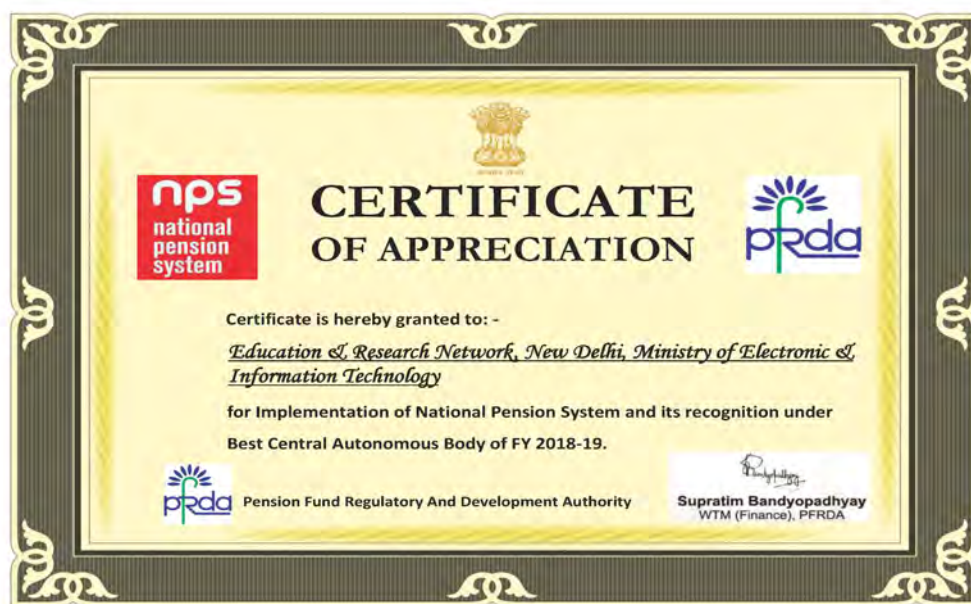 nps
national
pension
system
CERTIFICATE
OF APPRECIATION
pfrda
Certificate is hereby granted to: -
Education & Research Network, New Delhi, Ministry of Electronic &
Information Technology
for Implementation of National Pension System and its recognition under
Best Central Autonomous Body of FY 2018-19.
pfrda
Pension Fund Regulatory And Development Authority
Supratim Bandyopadhyay
WTM (Finance), PFRDA